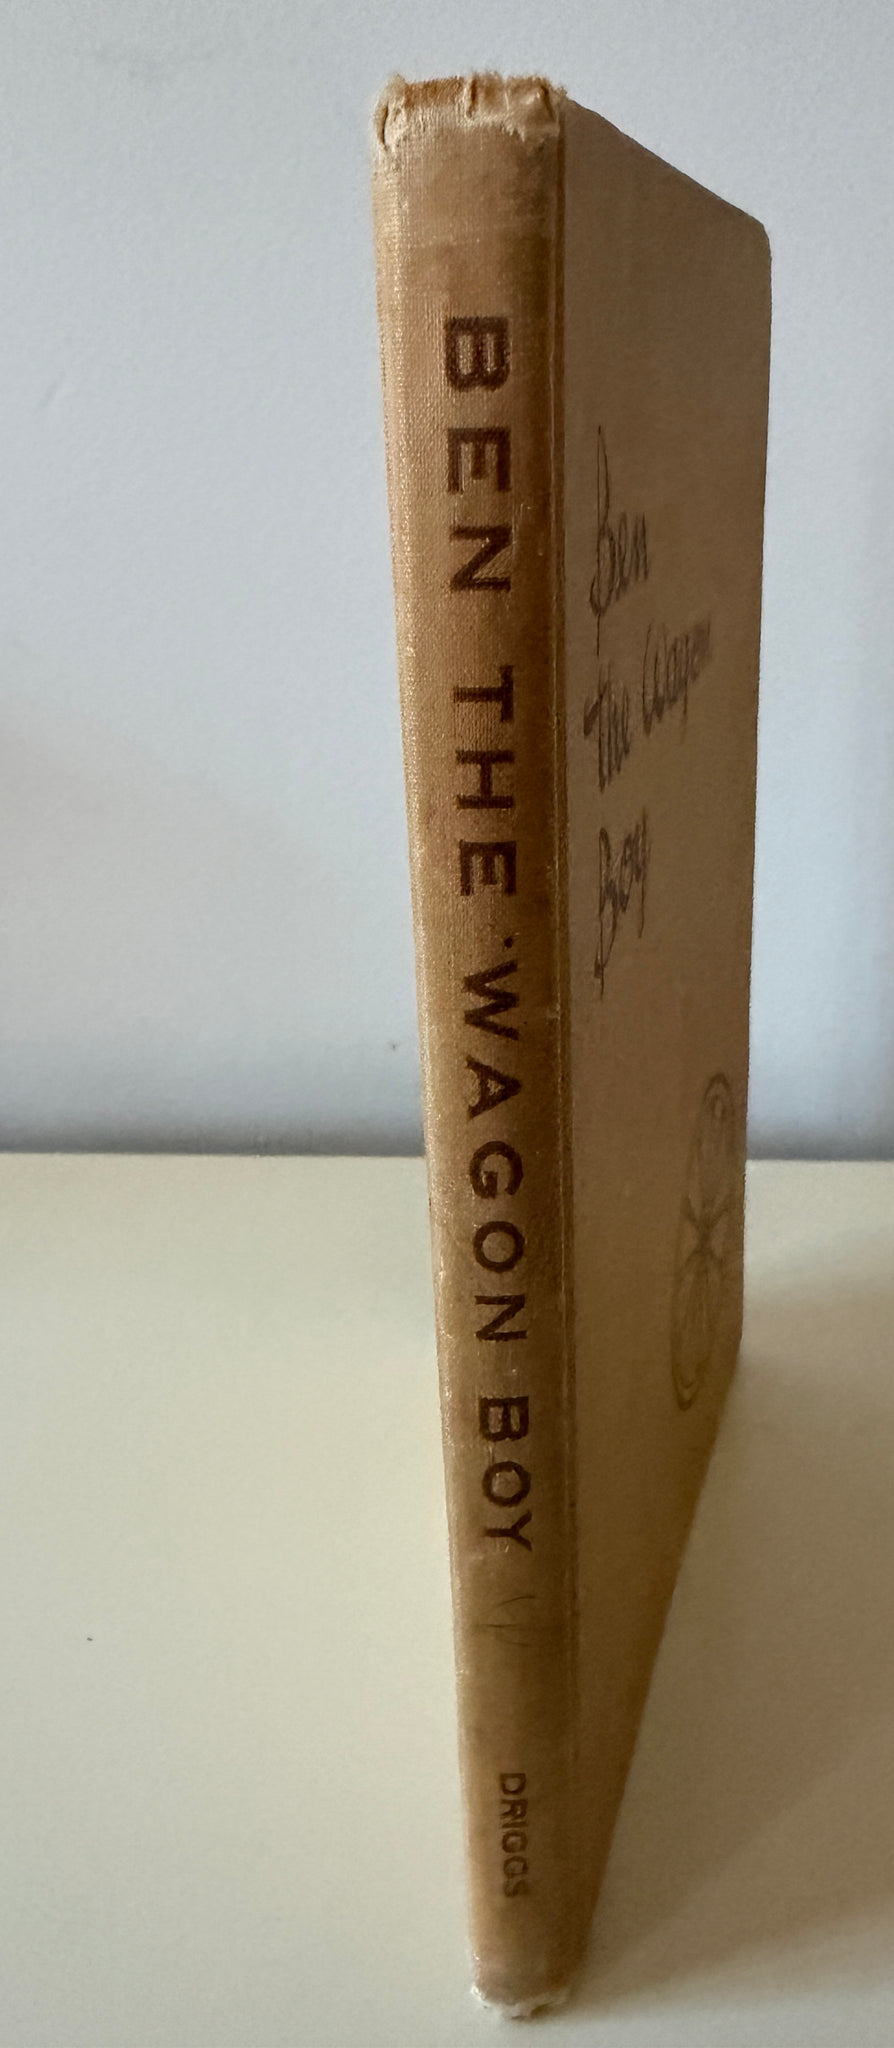 BEN THE WAGON BOY
DRIGGS
Ben
the Wagon
Boy